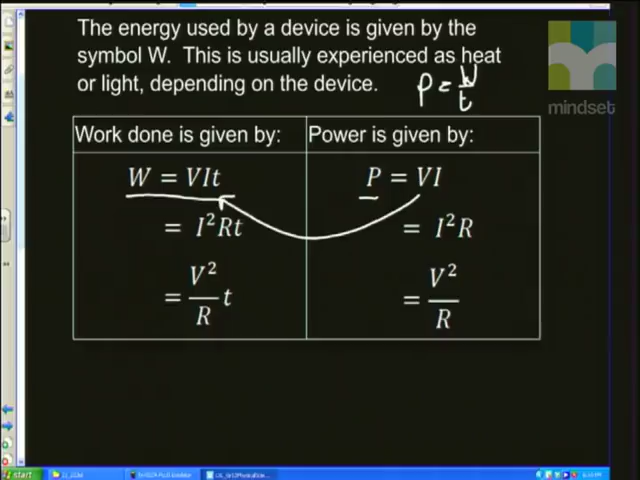 The energy used by a device is given by the
symbol W. This is usually experienced as heat
or light, depending on the device.
P = W/t
mindset
Work done is given by: Power is given by:
W = VIt P = VI
= I²Rt = I²R
= V²/R t = V²/R
start